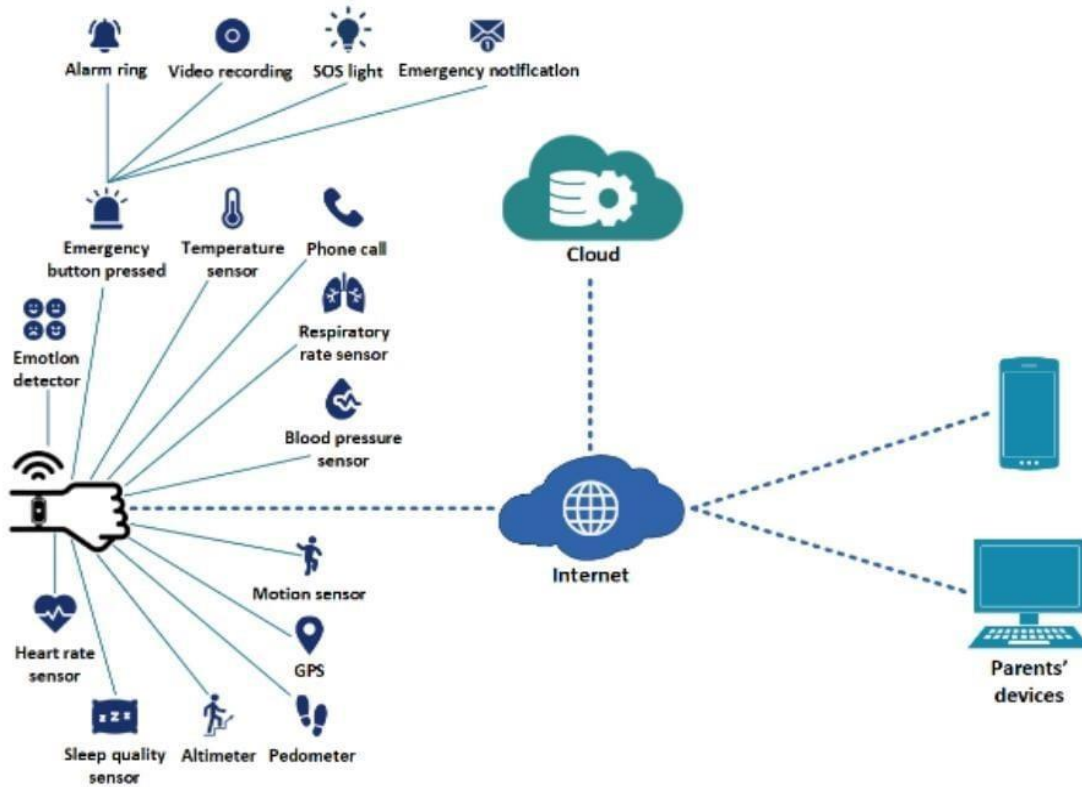 Alarm ring
Video recording
SOS light
Emergency notification
1
Emergency
button pressed
Temperature
sensor
Phone call
Cloud
Emotion
detector
Respiratory
rate sensor
Blood pressure
sensor
Internet
Motion sensor
Heart rate
sensor
GPS
Parents'
devices
z z z
Sleep quality
sensor
Altimeter
Pedometer